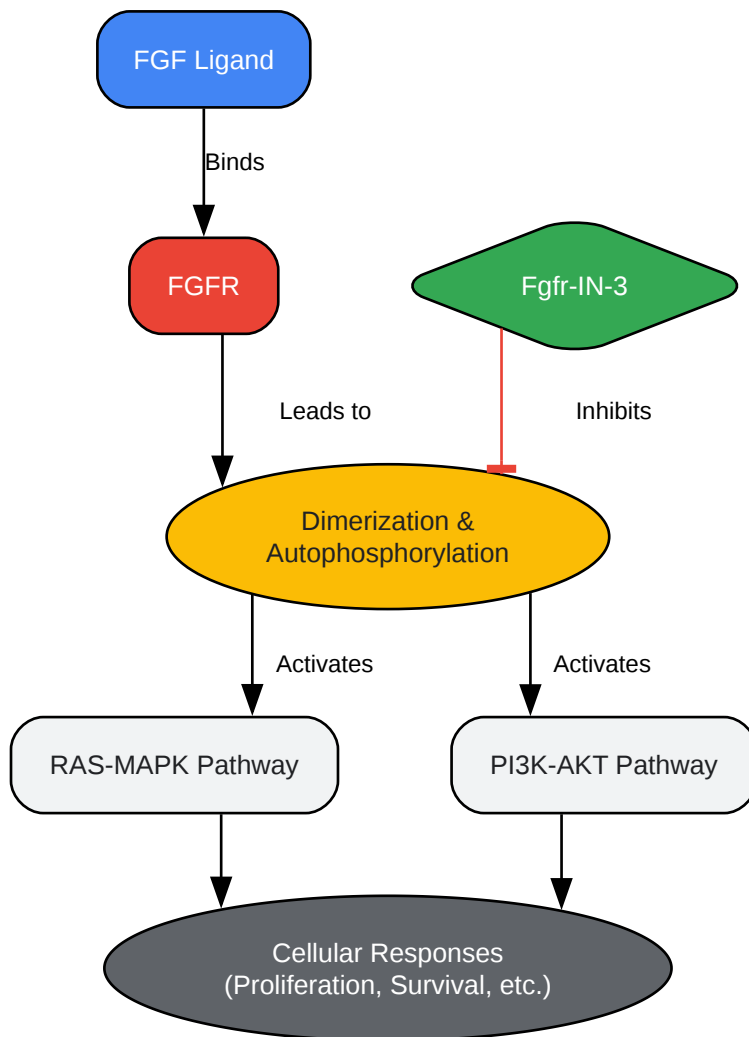 FGF Ligand
Binds
FGFR
Fgfr-IN-3
Leads to
Inhibits
Dimerization &
Autophosphorylation
Activates
Activates
RAS-MAPK Pathway
PI3K-AKT Pathway
Cellular Responses
(Proliferation, Survival, etc.)